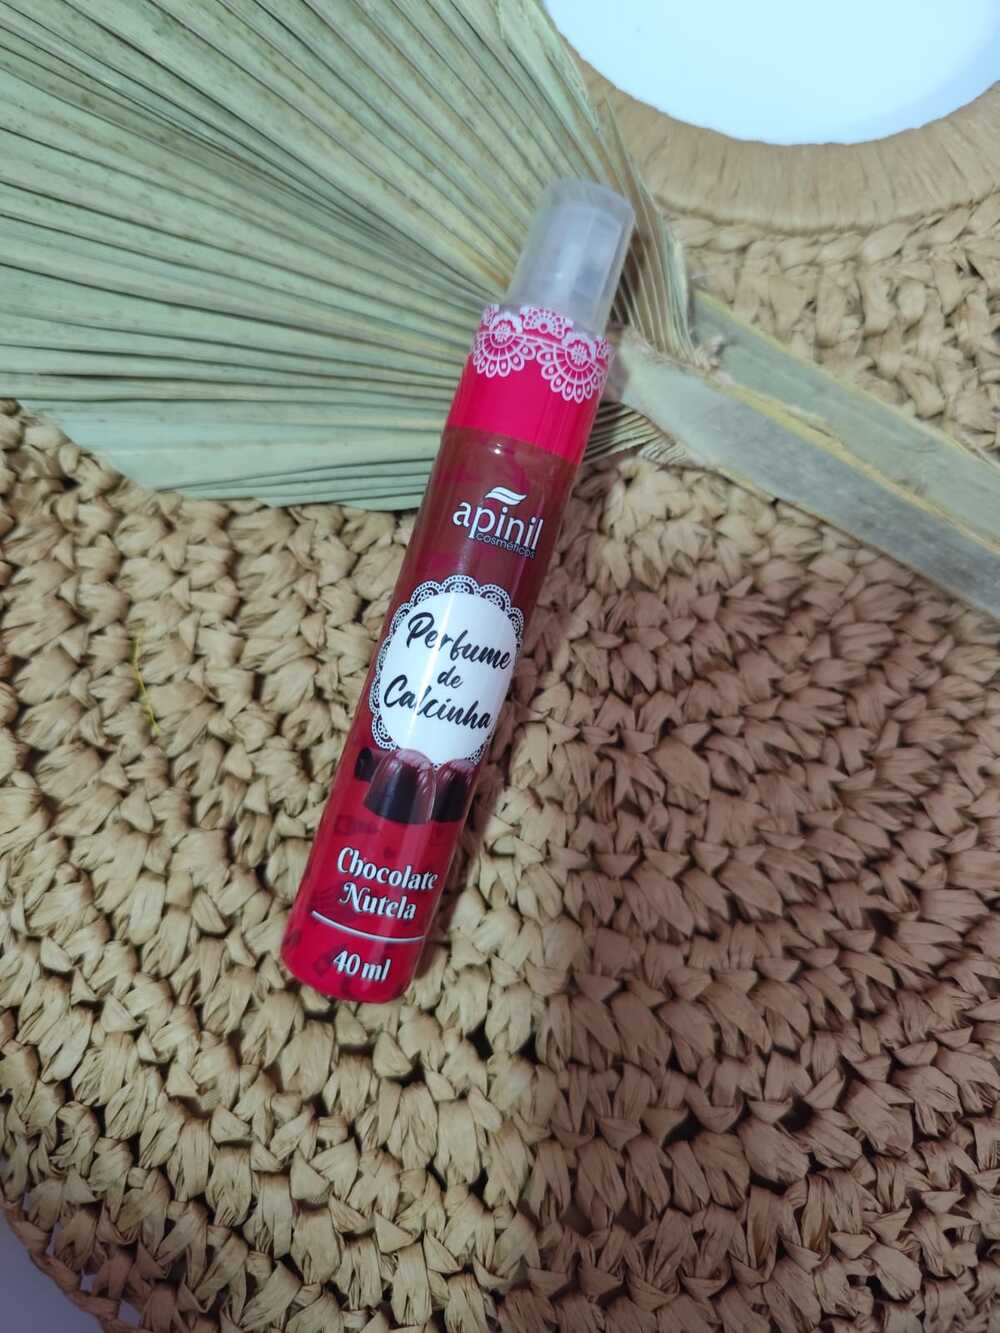 apinil
cosméticos
Perfume
de
Calcinha
Chocolate
Nutela
40 ml